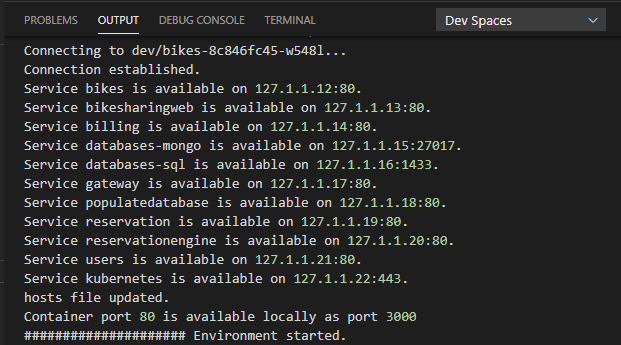 PROBLEMS OUTPUT DEBUG CONSOLE TERMINAL Dev Spaces
Connecting to dev/bikes-8c846fc45-w548l...
Connection established.
Service bikes is available on 127.1.1.12:80.
Service bikesharingweb is available on 127.1.1.13:80.
Service billing is available on 127.1.1.14:80.
Service databases-mongo is available on 127.1.1.15:27017.
Service databases-sql is available on 127.1.1.16:1433.
Service gateway is available on 127.1.1.17:80.
Service populatedatabase is available on 127.1.1.18:80.
Service reservation is available on 127.1.1.19:80.
Service reservationengine is available on 127.1.1.20:80.
Service users is available on 127.1.1.21:80.
Service kubernetes is available on 127.1.1.22:443.
hosts file updated.
Container port 80 is available locally as port 3000
##################### Environment started.